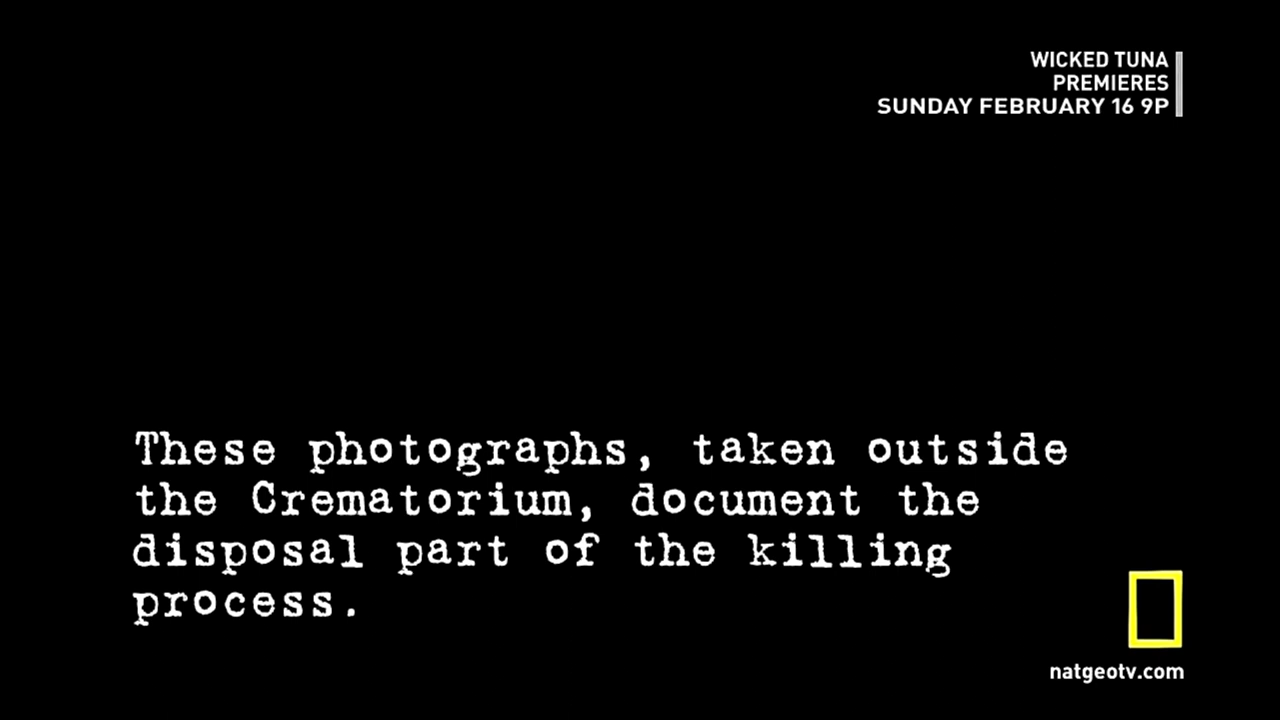 WICKED TUNA
PREMIERES
SUNDAY FEBRUARY 16 9P
These photographs, taken outside
the Crematorium, document the
disposal part of the killing
process.
natgeotv.com